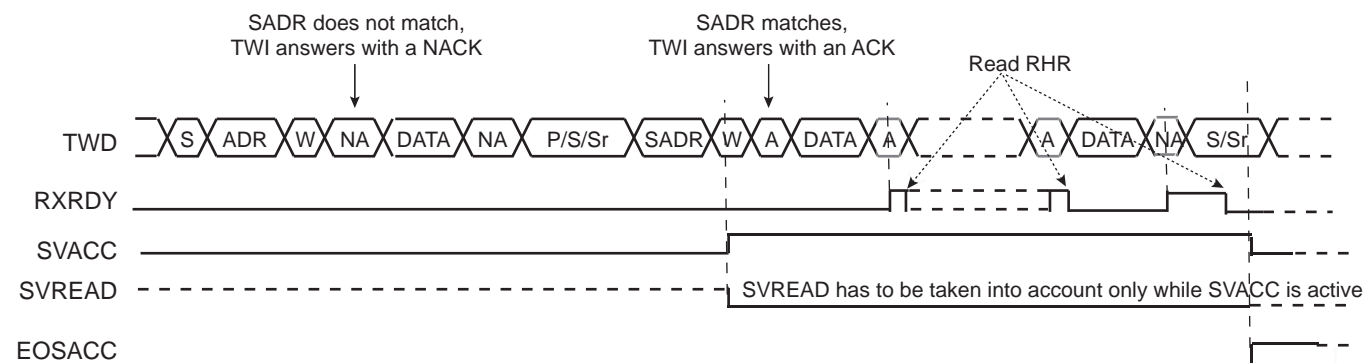 SADR does not match,
TWI answers with a NACK
SADR matches,
TWI answers with an ACK
Read RHR
TWD S ADR W NA DATA NA P/S/Sr SADR W A DATA A A DATA NA S/Sr
RXRDY
SVACC
SVREAD SVREAD has to be taken into account only while SVACC is active
EOSACC